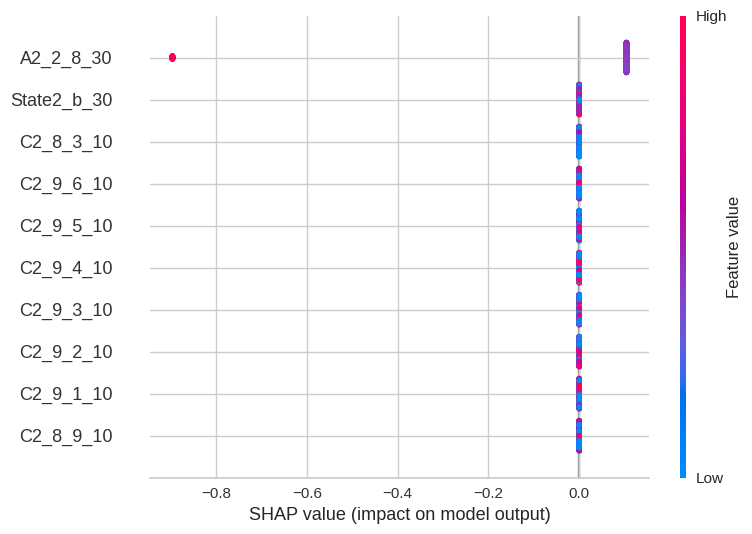 High
A2_2_8_30
State2_b_30
C2_8_3_10
C2_9_6_10
C2_9_5_10
C2_9_4_10
C2_9_3_10
C2_9_2_10
C2_9_1_10
C2_8_9_10
Feature value
Low
−0.8 −0.6 −0.4 −0.2 0.0
SHAP value (impact on model output)